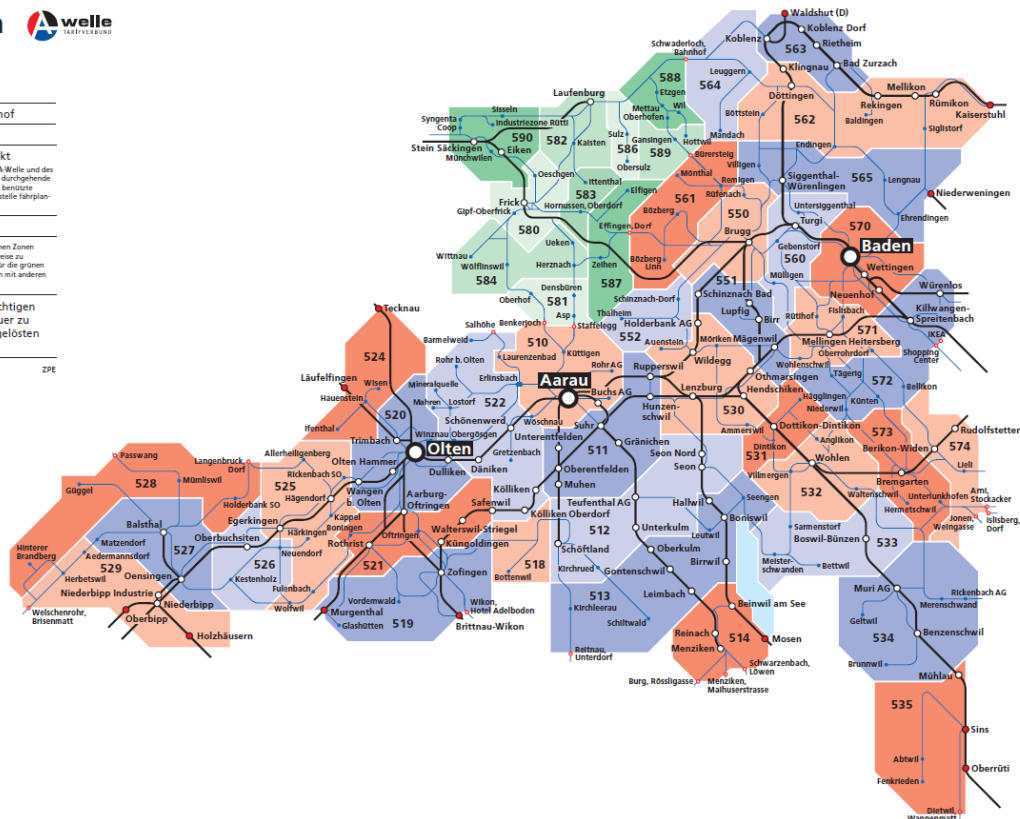 A welle
TARIFVERBUND
hof
kt
A-Welle und des
durchgehende
benützte
stelle fahrplan-
nen Zonen
eise zu
für die grünen
n mit anderen
chtigen
uer zu
gelösten
ZPE
Waldshut (D)
Koblenz
Koblenz Dorf
Rietheim
563
Bad Zurzach
Klingnau
Schwaderloch,
Bahnhof
Leuggern
564
588
Etzgen
Wil
Mettau
Oberhofen
Döttingen
Mellikon
Rekingen
Rümikon
Kaiserstuhl
Laufenburg
Sisseln
Syngenta
Coop
Industriezone Rütti
590
Eiken
582
Kaisten
Stein Säckingen
Münchwilen
Sulz
586
Obersulz
Gansingen
589
Hottwil
Mandach
Böttstein
562
Baldingen
Siglistorf
Endingen
Bürersteig
Villigen
Mönthal
Remigen
Rüfenach
Siggenthal-
Würenlingen
565
Lengnau
Niederweningen
Ehrendingen
Oeschgen
Ittenthal
583
Elfigen
Hornussen, Oberdorf
Frick
Gipf-Oberfrick
580
Effingen, Dorf
561
Bözberg
550
Brugg
Untersiggenthal
Turgi
570
Baden
Wettingen
Gebenstorf
560
Mülligen
Wittnau
Wölflinswil
584
Ueken
Herznach
Zeihen
Bözberg
Linn
587
Densbüren
581
Asp
Oberhof
Thalheim
Schinznach-Dorf
551
Schinznach Bad
Lupfig
Birr
Neuenhof
Würenlos
Killwangen-
Spreitenbach
IKEA
Shopping
Center
Rütihof
Fislisbach
571
Mellingen Heitersberg
Oberrohrdorf
Tecknau
Salhöhe
Benkerjoch
Staffelegg
Barmelweid
510
Laurenzenbad
Küttigen
552
Holderbank AG
Auenstein
Möriken
Mägenwil
Wildegg
524
Läufelfingen
Wisen
Hauenstein
Ifenthal
Rohr b. Olten
Mineralquelle
Erlinsbach
Mahren
Lostorf
522
Schönenwerd
Aarau
Rohr AG
Rupperswil
Buchs AG
Hunzen-
schwil
Lenzburg
Othmarsingen
Hendschiken
Wohlenschwil
Tägerig
572
Bellikon
Künten
Hägglingen
Niederwil
530
Ammerswil
520
Trimbach
Winznau
Obergösgen
Wöschnau
Unterentfelden
Suhr
Olten
Dulliken
Däniken
Gretzenbach
511
Gränichen
Oberentfelden
Muhen
Seon Nord
Seon
Dottikon-Dintikon
Dintikon
531
Villmergen
Anglikon
Wohlen
573
Berikon-Widen
574
Rudolfstetten
Lieli
Bremgarten
Unterlunkhofen
Hermetschwil
Arni,
Stockacker
Jonen,
Weingasse
Islisberg,
Dorf
Waltenschwil
532
Passwang
Allerheiligenberg
Langenbruck,
Dorf
Rickenbach SO
Olten Hammer
528
Mümliswil
Güggel
525
Hägendorf
Holderbank SO
Wangen
b. Olten
Aarburg-
Oftringen
Kölliken
Kölliken Oberdorf
Safenwil
Teufenthal AG
Walterswil-Striegel
Küngoldingen
Hallwil
Seengen
Boniswil
Samenstorf
Boswil-Bünzen
533
Balsthal
Matzendorf
Aedermannsdorf
527
Egerkingen
Oberbuchsiten
Härkingen
Neuendorf
Kappel
Boningen
Rothrist
Oftringen
521
512
Unterkulm
Schöftland
Oberkulm
Leutwil
Birrwil
Meister-
schwanden
Bettwil
Hinterer
Brandberg
529
Herbetswil
Oensingen
526
Kestenholz
Fulenbach
Wolfwil
Zofingen
518
Bottenwil
Kirchrued
Gontenschwil
Leimbach
Niederbipp Industrie
Niederbipp
Oberbipp
Welschenrohr,
Brisenmatt
Holzhäusern
Murgenthal
Vordemwald
Glashütten
519
Wikon,
Hotel Adelboden
Brittnau-Wikon
513
Kirchleerau
Schiltwald
Reitnau,
Unterdorf
Beinwil am See
Reinach
Menziken
514
Mosen
Schwarzenbach,
Löwen
Burg, Rössligasse
Menziken,
Malhuserstrasse
Muri AG
Rickenbach AG
Merenschwand
Geltwil
534
Benzenschwil
Brunnwil
Mühlau
535
Sins
Abtwil
Fenkrieden
Oberrüti
Dietwil,
Wannenmatt